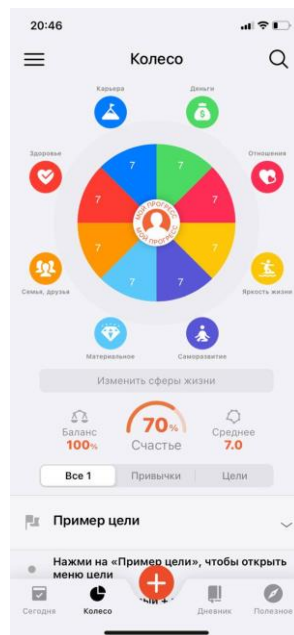 20:46
Колесо
Карьера
Деньги
Здоровье
Отношения
7
7
7
7
МОЙ ПРОГРЕСС
МОЙ ПРОГРЕСС
7
7
7
7
Семья, друзья
Яркость жизни
Материальное
Саморазвитие
Изменить сферы жизни
Баланс
100%
70%
Счастье
Среднее
7.0
Все 1
Привычки
Цели
Пример цели
Нажми на «Пример цели», чтобы открыть
меню цели
Сегодня
Колесо
Дневник
Полезное